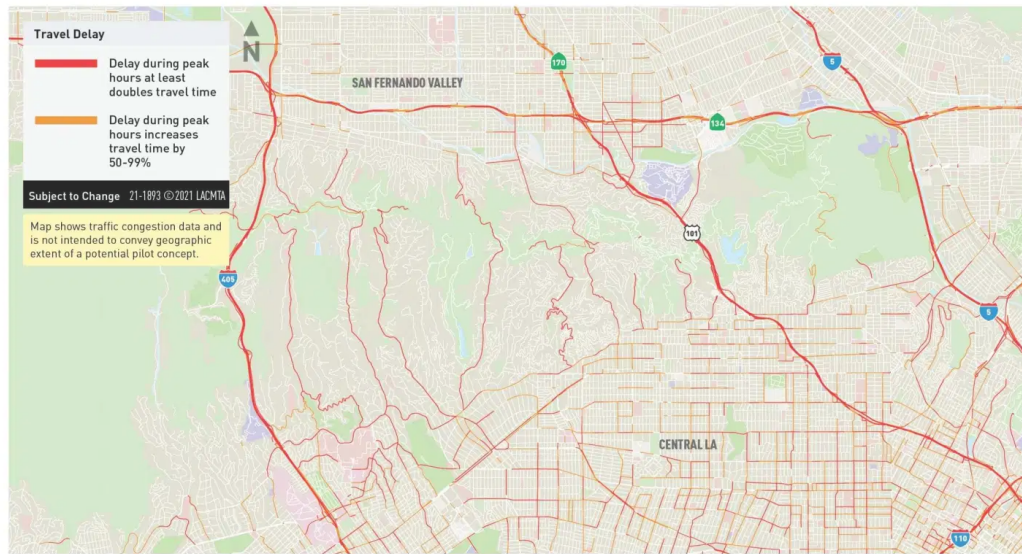 Travel Delay
Delay during peak
hours at least
doubles travel time
Delay during peak
hours increases
travel time by
50-99%
Subject to Change 21-1893 ©2021 LACMTA
Map shows traffic congestion data and
is not intended to convey geographic
extent of a potential pilot concept.
N
SAN FERNANDO VALLEY
170
5
134
101
405
5
CENTRAL LA
110